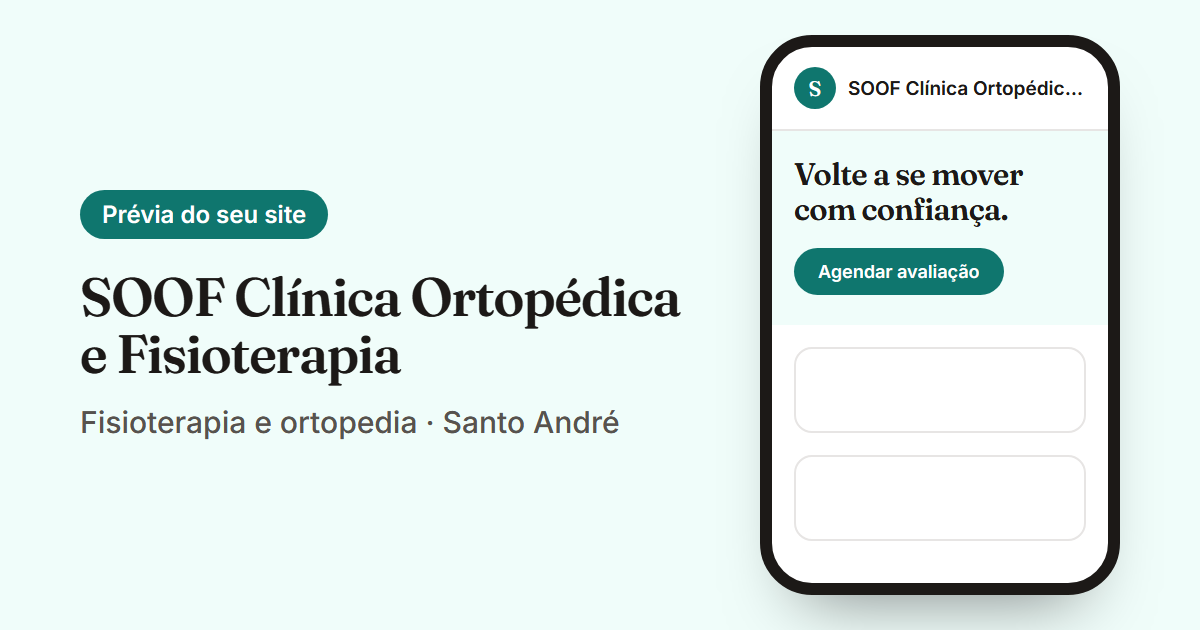 Prévia do seu site
SOOF Clínica Ortopédica
e Fisioterapia
Fisioterapia e ortopedia · Santo André
S
SOOF Clínica Ortopédic...
Volte a se mover
com confiança.
Agendar avaliação